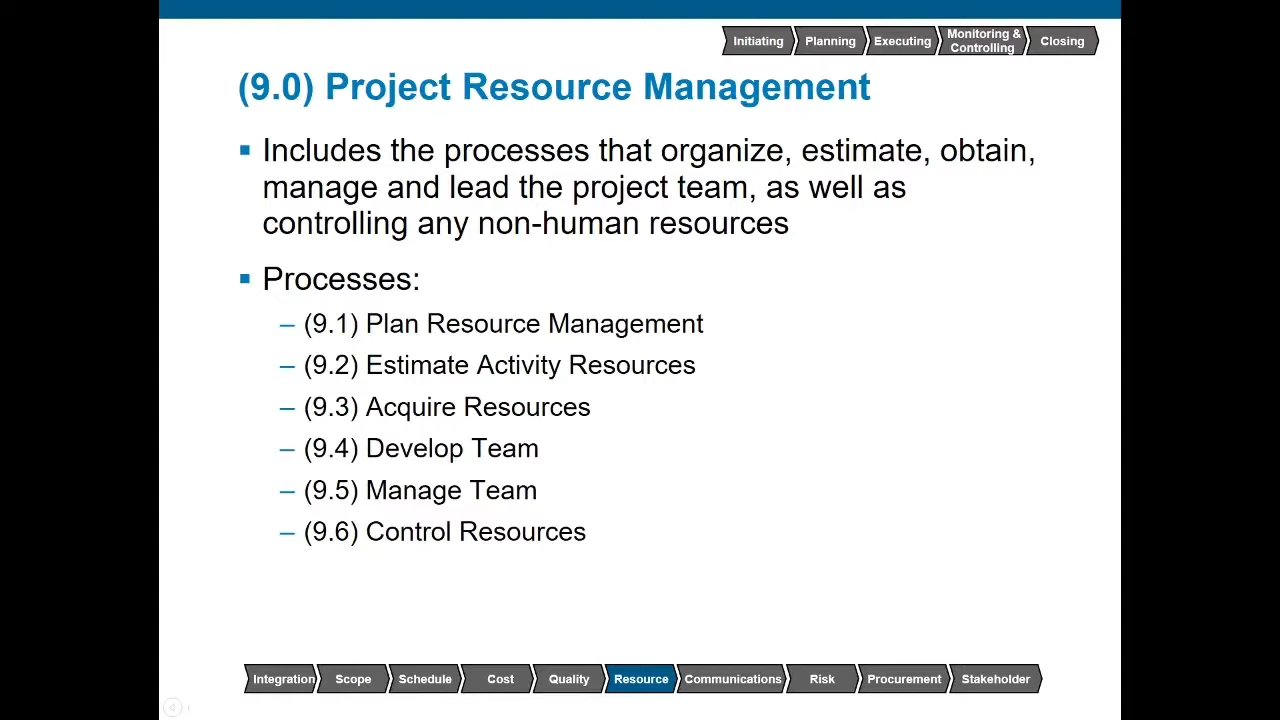 Initiating
Planning
Executing
Monitoring &
Controlling
Closing
(9.0) Project Resource Management
▪ Includes the processes that organize, estimate, obtain,
manage and lead the project team, as well as
controlling any non-human resources
▪ Processes:
– (9.1) Plan Resource Management
– (9.2) Estimate Activity Resources
– (9.3) Acquire Resources
– (9.4) Develop Team
– (9.5) Manage Team
– (9.6) Control Resources
Integration
Scope
Schedule
Cost
Quality
Resource
Communications
Risk
Procurement
Stakeholder